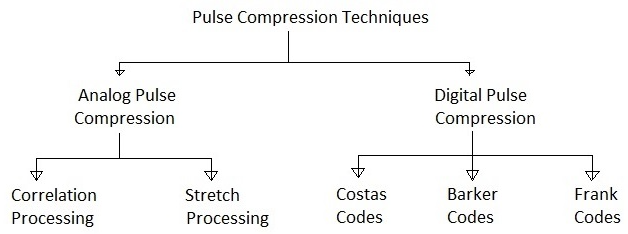 Pulse Compression Techniques
Analog Pulse
Compression
Digital Pulse
Compression
Correlation
Processing
Stretch
Processing
Costas
Codes
Barker
Codes
Frank
Codes